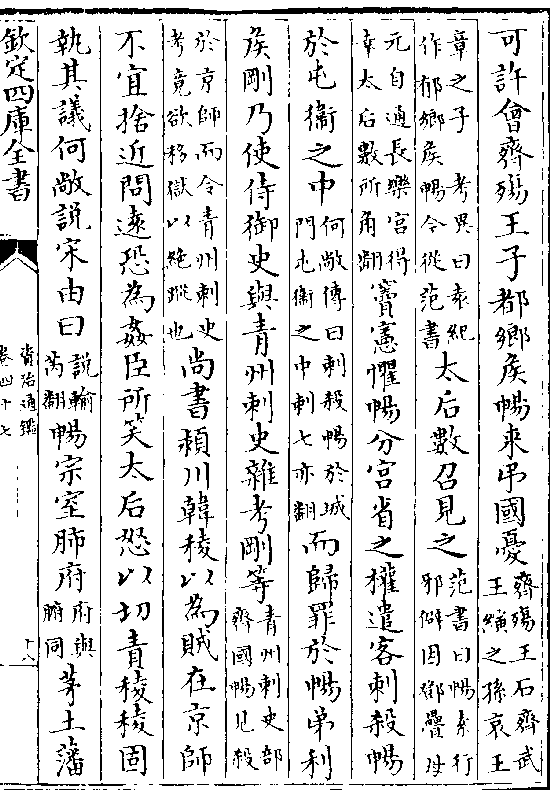 可許會齊殤王子都鄉侯暢來弔國憂齊殤王石齊武王縯之孫哀王
章之子考異曰袁紀作郁鄉侯暢今從范書太后數召見之范書曰暢素行邪僻因鄧疊母
元自通長樂宮得幸太后數所角翻竇憲懼暢分宮省之權遣客刺殺暢
於屯衞之中何敞傳曰刺殺暢於城門屯衞之中刺七亦翻而歸罪於暢弟利
侯剛乃使侍御史與青州刺史雜考剛等青州刺史部齊國暢見殺
於京師而令青州刺史考竟欲移獄以絶蹤也尚書潁川韓稜以為賊在京師
不宜捨近問遠恐為姦臣所笑太后怒以切責稜稜固
執其議何敞說宋由曰說輸芮翻暢宗室肺府府與腑同茅土藩
欽定四庫全書
資治通鑑
卷四十七
十八